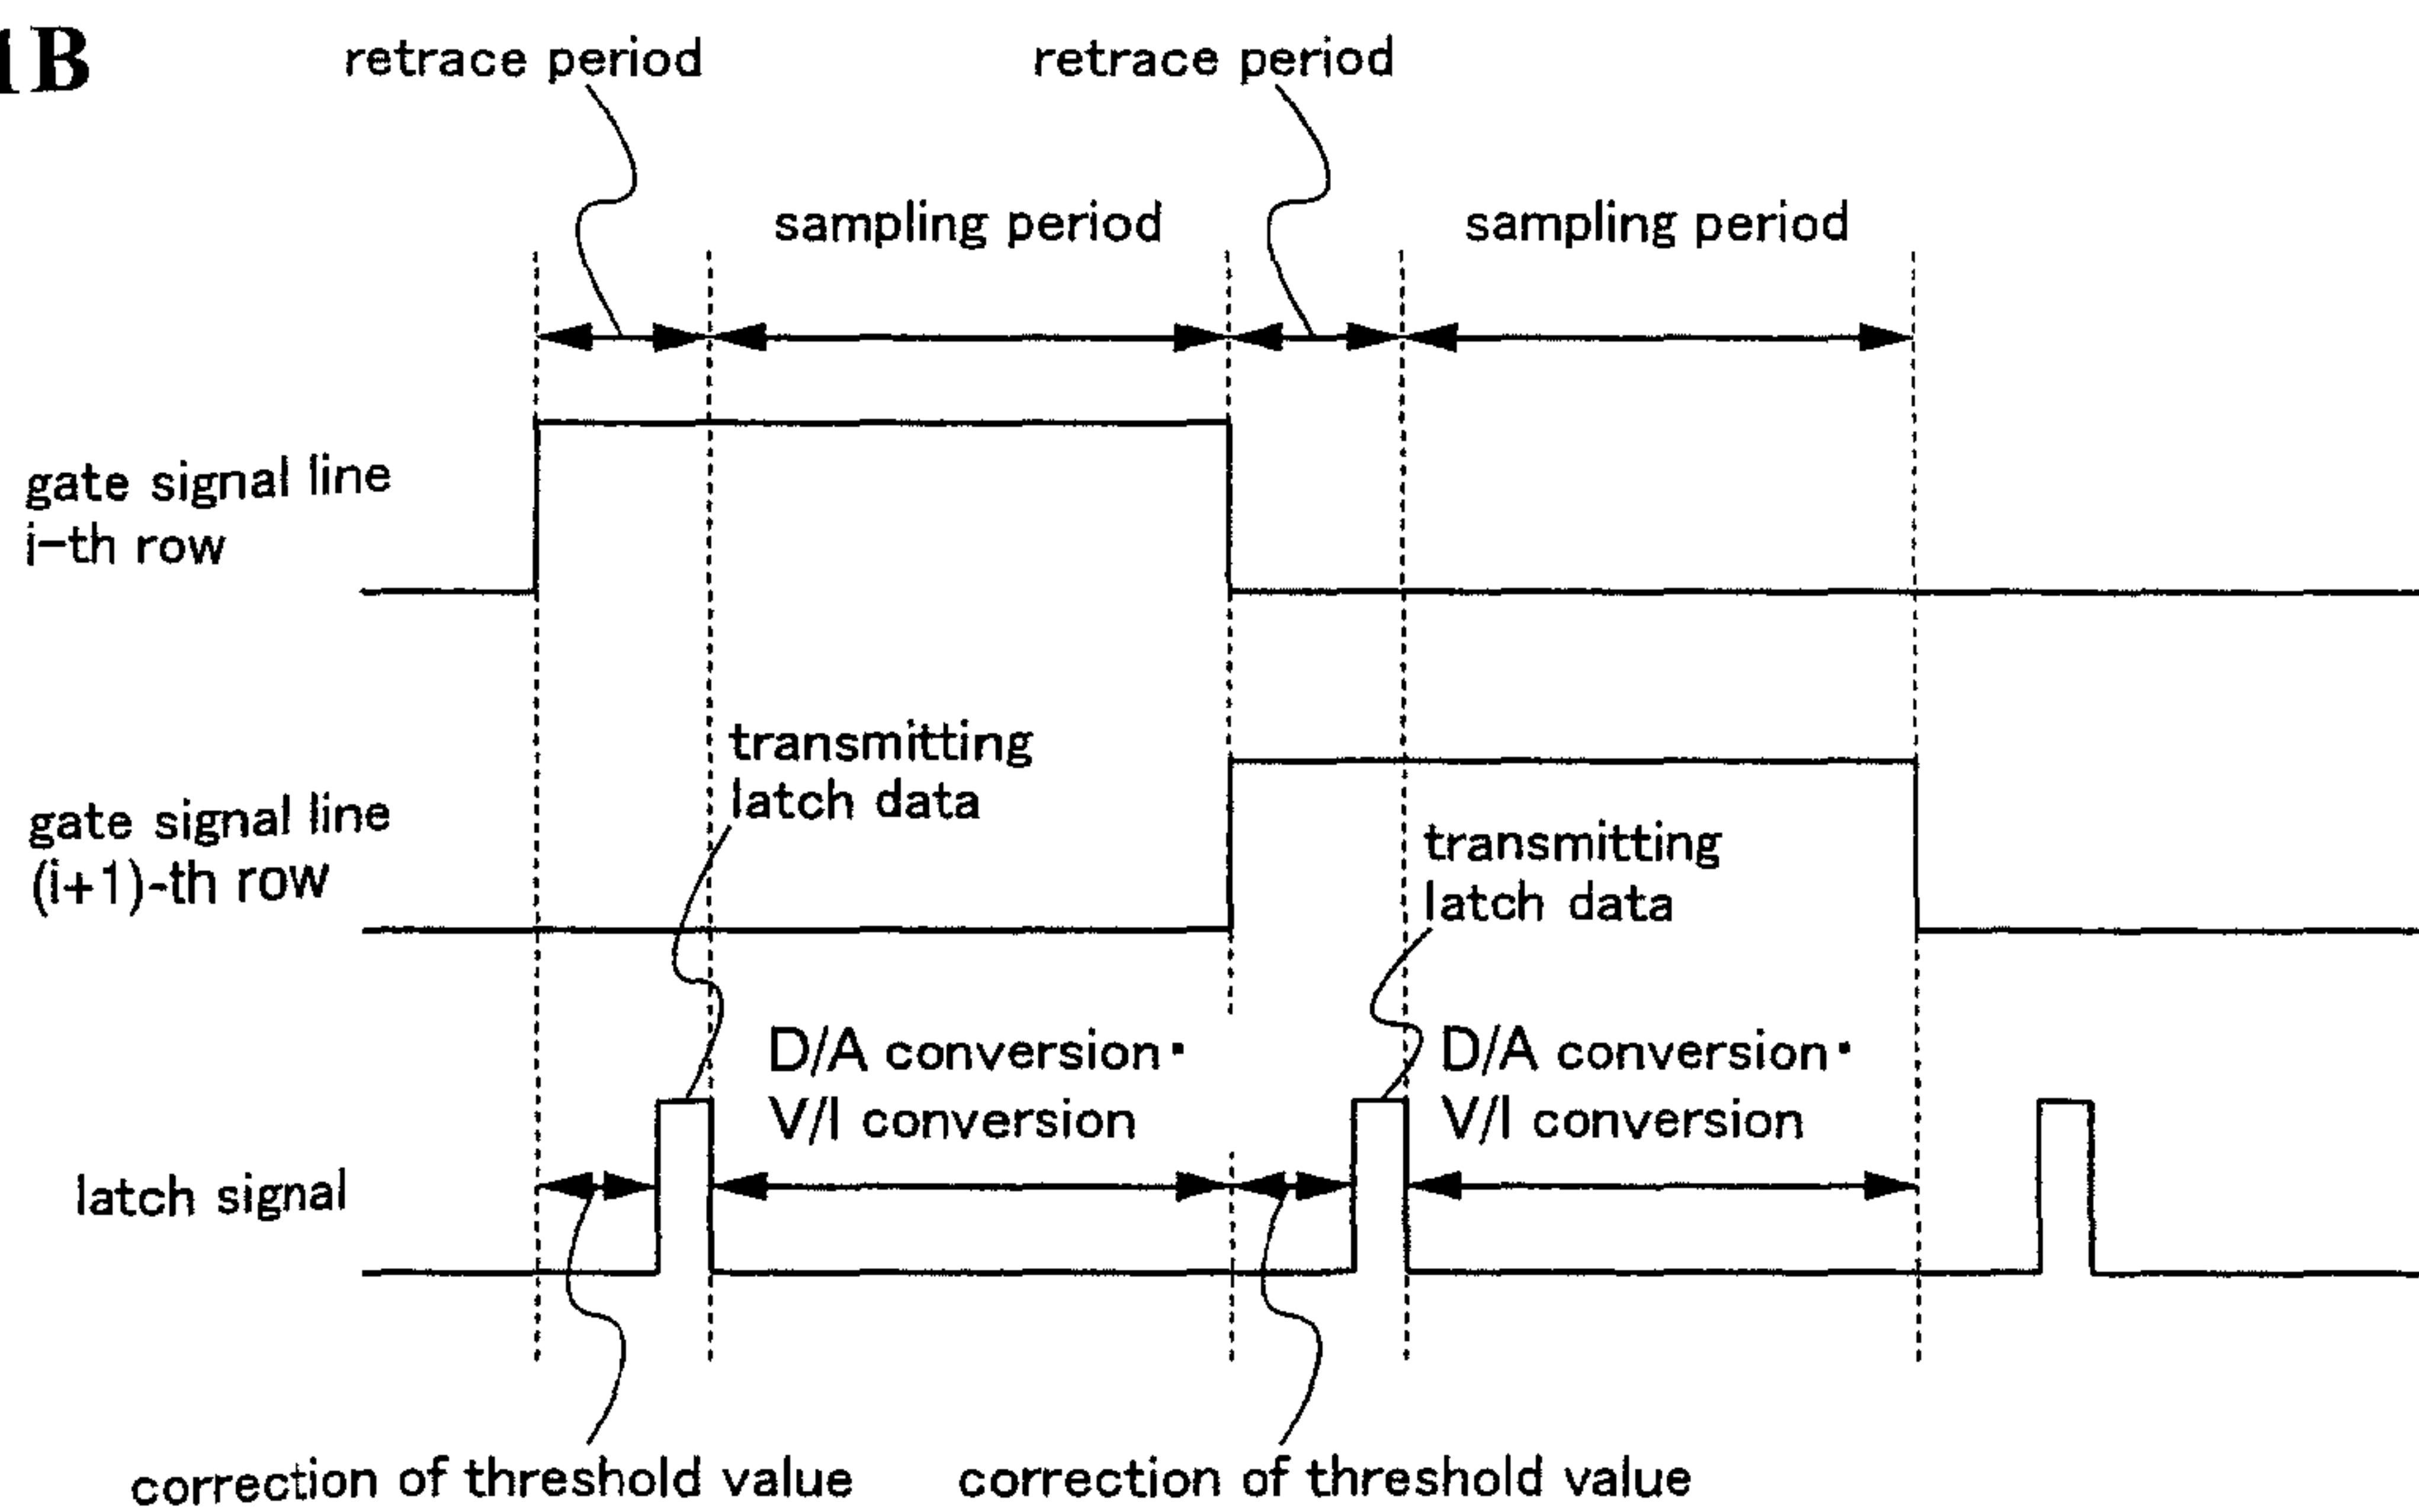 1B
retrace period
retrace period
sampling period
sampling period
gate signal line
i-th row
transmitting
latch data
gate signal line
(i+1)-th row
transmitting
latch data
D/A conversion·
V/I conversion
D/A conversion·
V/I conversion
latch signal
correction of threshold value
correction of threshold value